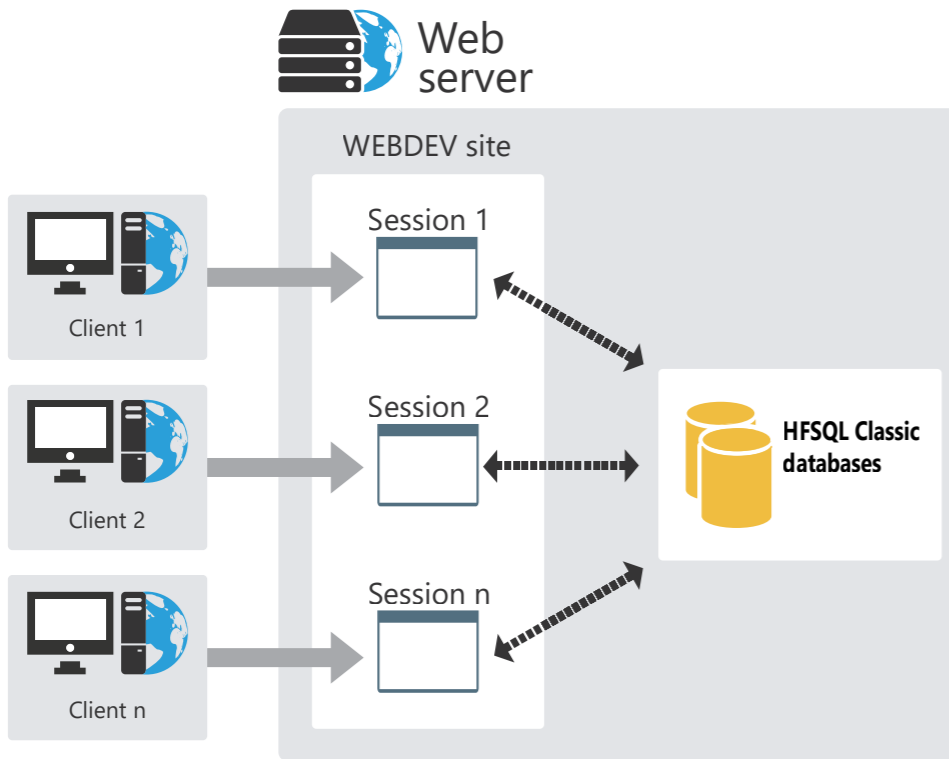 Web
server
WEBDEV site
Session 1
Client 1
Session 2
HFSQL Classic
databases
Client 2
Session n
Client n